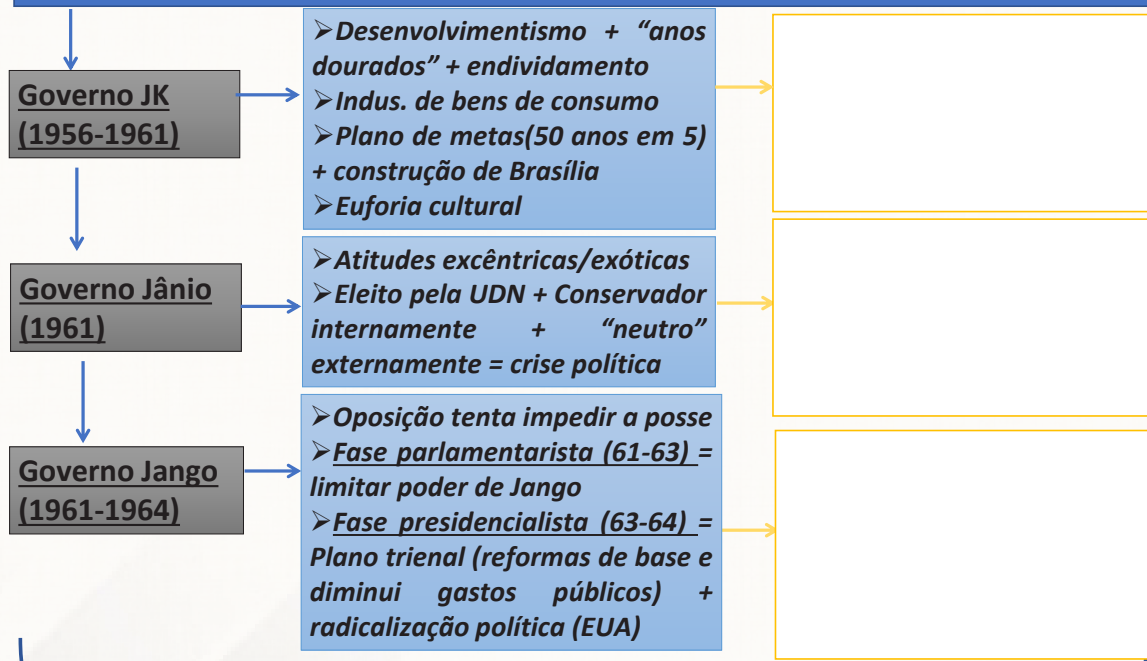 Governo JK
(1956-1961)
➢Desenvolvimentismo + “anos
dourados” + endividamento
➢Indus. de bens de consumo
➢Plano de metas(50 anos em 5)
+ construção de Brasília
➢Euforia cultural
Governo Jânio
(1961)
➢Atitudes excêntricas/exóticas
➢Eleito pela UDN + Conservador
internamente + “neutro”
externamente = crise política
Governo Jango
(1961-1964)
➢Oposição tenta impedir a posse
➢Fase parlamentarista (61-63) =
limitar poder de Jango
➢Fase presidencialista (63-64) =
Plano trienal (reformas de base e
diminui gastos públicos) +
radicalização política (EUA)